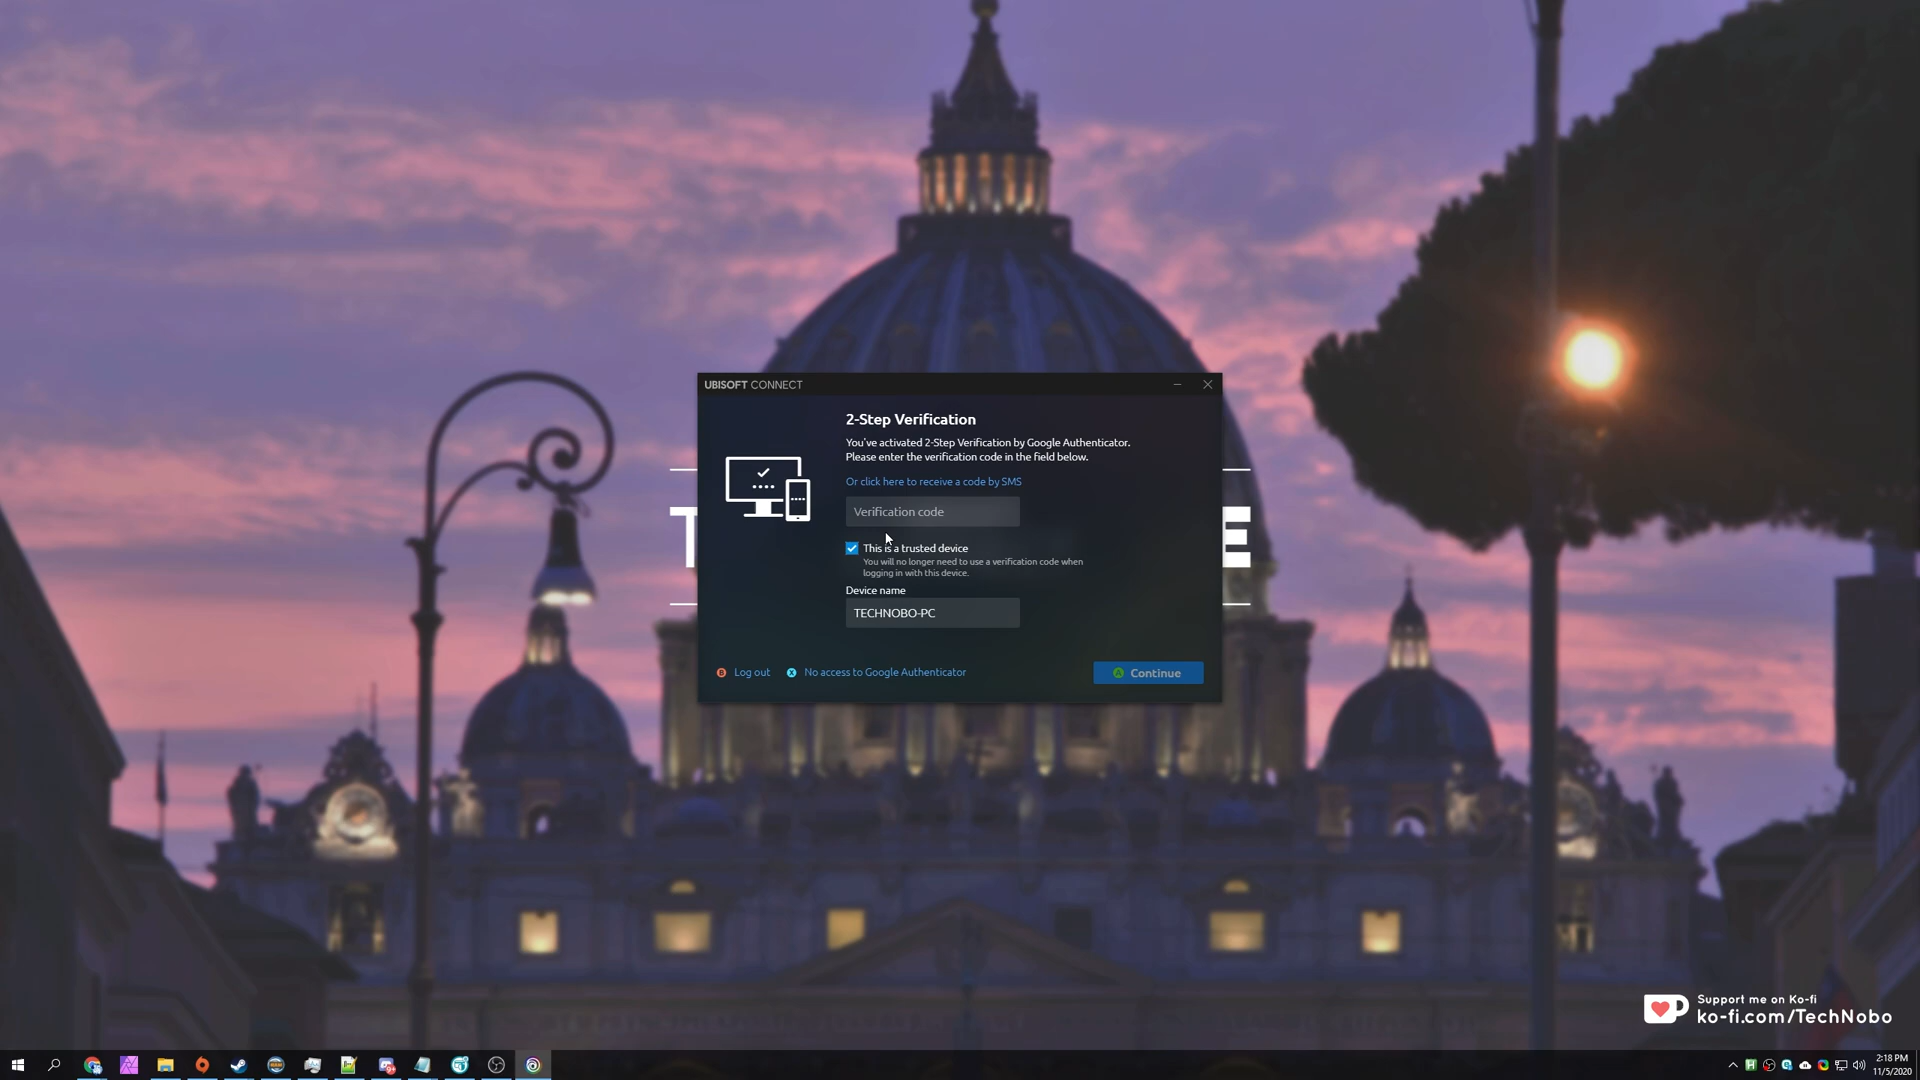 UBISOFT CONNECT
2-Step Verification
You've activated 2-Step Verification by Google Authenticator.
Please enter the verification code in the field below.
Or click here to receive a code by SMS
Verification code
This is a trusted device
You will no longer need to use a verification code when
logging in with this device.
Device name
TECHNOBO-PC
B Log out
X No access to Google Authenticator
A Continue
T
E
Support me on Ko-fi
ko-fi.com/TechNobo
2:18 PM
11/5/2020